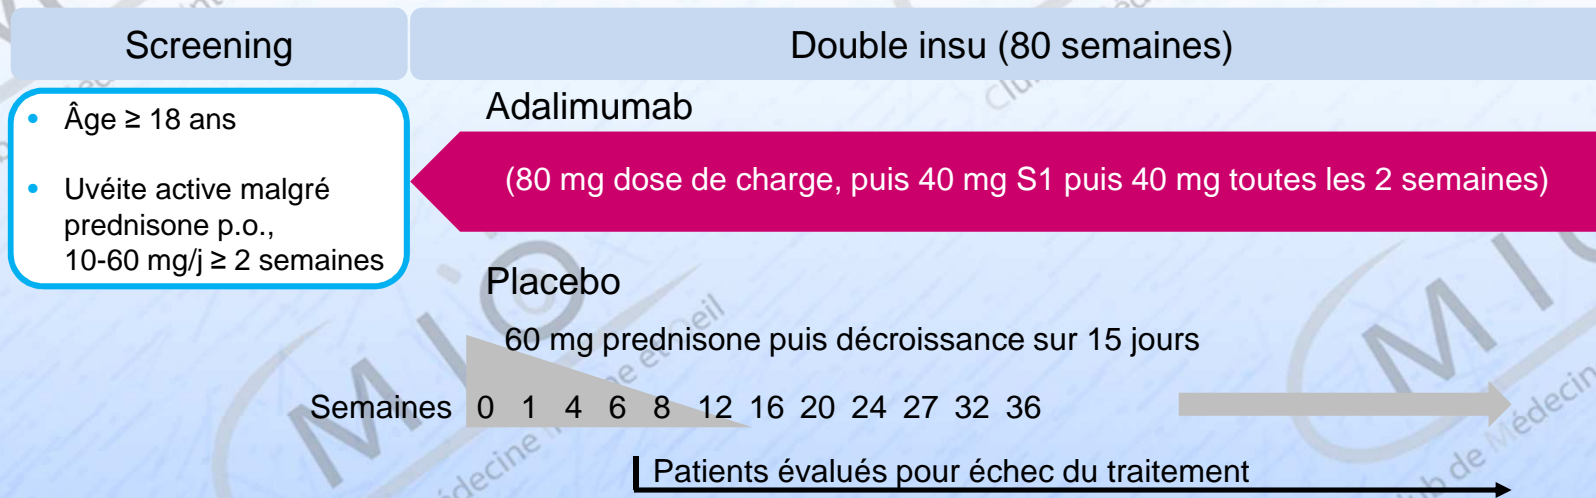 Screening
Double insu (80 semaines)
• Âge ≥ 18 ans
• Uvéite active malgré
prednisone p.o.,
10-60 mg/j ≥ 2 semaines
Adalimumab
(80 mg dose de charge, puis 40 mg S1 puis 40 mg toutes les 2 semaines)
Placebo
60 mg prednisone puis décroissance sur 15 jours
Semaines 0 1 4 6 8 12 16 20 24 27 32 36
Patients évalués pour échec du traitement